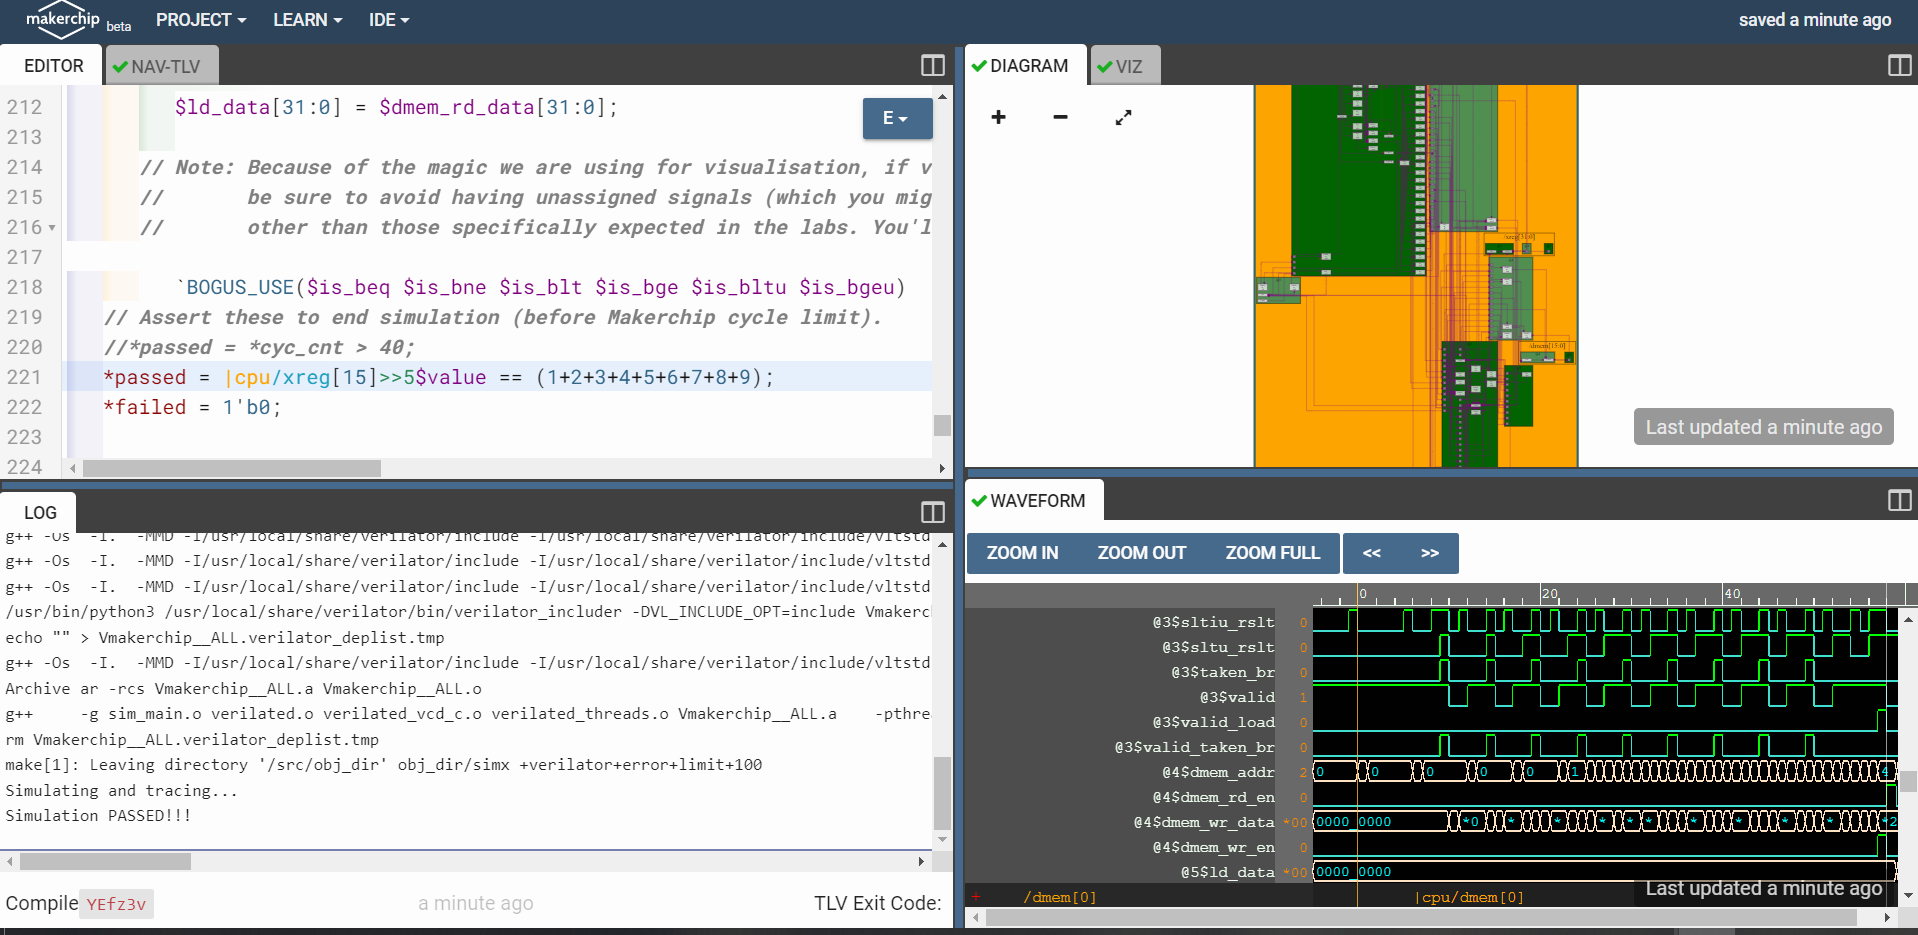 makerchip beta PROJECT LEARN IDE saved a minute ago
EDITOR NAV-TLV
212 $ld_data[31:0] = $dmem_rd_data[31:0];
213
214 // Note: Because of the magic we are using for visualisation, if v
215 // be sure to avoid having unassigned signals (which you mig
216 // other than those specifically expected in the labs. You'l
217
218 `BOGUS_USE($is_beq $is_bne $is_blt $is_bge $is_bltu $is_bgeu)
219 // Assert these to end simulation (before Makerchip cycle limit).
220 //*passed = *cyc_cnt > 40;
221 *passed = |cpu/xreg[15]>>5$value == (1+2+3+4+5+6+7+8+9);
222 *failed = 1'b0;
223
224
E
LOG
g++ -Os -I. -MMD -I/usr/local/share/verilator/include -I/usr/local/share/verilator/include/vltstd
g++ -Os -I. -MMD -I/usr/local/share/verilator/include -I/usr/local/share/verilator/include/vltstd
g++ -Os -I. -MMD -I/usr/local/share/verilator/include -I/usr/local/share/verilator/include/vltstd
/usr/bin/python3 /usr/local/share/verilator/bin/verilator_includer -DVL_INCLUDE_OPT=include Vmakerc
echo "" > Vmakerchip__ALL.verilator_deplist.tmp
g++ -Os -I. -MMD -I/usr/local/share/verilator/include -I/usr/local/share/verilator/include/vltstd
Archive ar -rcs Vmakerchip__ALL.a Vmakerchip__ALL.o
g++ -g sim_main.o verilated.o verilated_vcd_c.o verilated_threads.o Vmakerchip__ALL.a -pthre
rm Vmakerchip__ALL.verilator_deplist.tmp
make[1]: Leaving directory '/src/obj_dir' obj_dir/simx +verilator+error+limit+100
Simulating and tracing...
Simulation PASSED!!!
Compile YEfz3v a minute ago TLV Exit Code:
DIAGRAM VIZ
+ −
Last updated a minute ago
WAVEFORM
ZOOM IN ZOOM OUT ZOOM FULL << >>
0 20 40
@3$sltiu_rslt 0
@3$sltu_rslt 0
@3$taken_br 0
@3$valid 1
@3$valid_load 0
@3$valid_taken_br 0
@4$dmem_addr 2 0 0 0 0 0 1 4
@4$dmem_rd_en 0
@4$dmem_wr_data *00 0000_0000 *0 * * * * * * * * * *2
@4$dmem_wr_en 0
@5$ld_data *00 0000_0000
Last updated a minute ago
+ /dmem[0] |cpu/dmem[0]